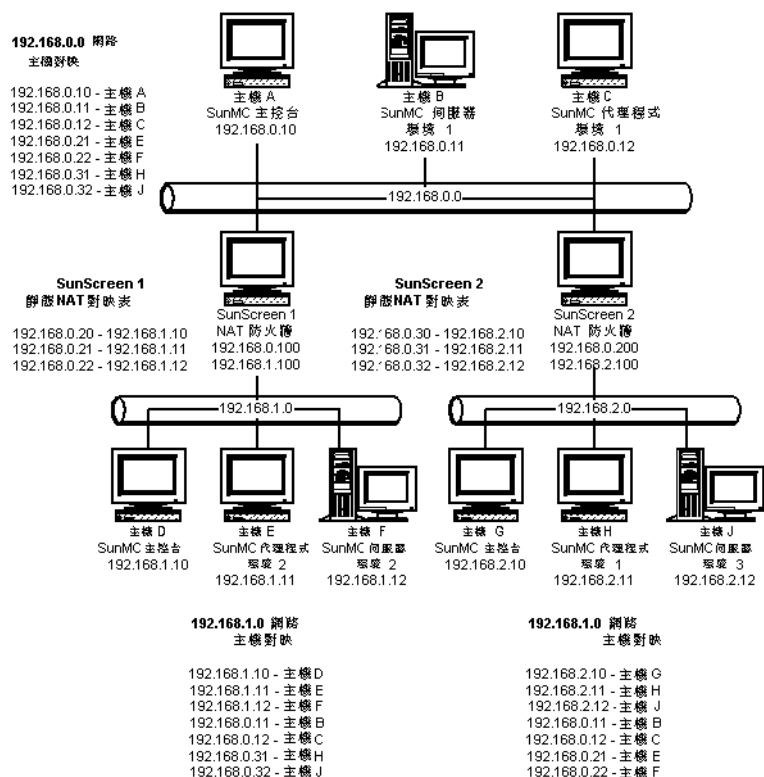 192.168.0.0 網路
主機對映
192.168.0.10 - 主機 A
192.168.0.11 - 主機 B
192.168.0.12 - 主機 C
192.168.0.21 - 主機 E
192.168.0.22 - 主機 F
192.168.0.31 - 主機 H
192.168.0.32 - 主機 J
主機 A
SunMC 主控台
192.168.0.10
主機 B
SunMC 伺服器
環境 1
192.168.0.11
主機 C
SunMC 代理程式
環境 1
192.168.0.12
192.168.0.0
SunScreen 1
靜態NAT對映表
192.168.0.20 - 192.168.1.10
192.168.0.21 - 192.168.1.11
192.168.0.22 - 192.168.1.12
SunScreen 1
NAT 防火牆
192.168.0.100
192.168.1.100
SunScreen 2
靜態NAT對映表
192.168.0.30 - 192.168.2.10
192.168.0.31 - 192.168.2.11
192.168.0.32 - 192.168.2.12
SunScreen 2
NAT 防火牆
192.168.0.200
192.168.2.100
192.168.1.0
192.168.2.0
主機 D
SunMC 主控台
192.168.1.10
主機 E
SunMC 代理程式
環境 2
192.168.1.11
主機 F
SunMC 伺服器
環境 2
192.168.1.12
主機 G
SunMC 主控台
192.168.2.10
主機H
SunMC 代理程式
環境 1
192.168.2.11
主機 J
SunMC 伺服器
環境 3
192.168.2.12
192.168.1.0 網路
主機對映
192.168.1.10 - 主機 D
192.168.1.11 - 主機 E
192.168.1.12 - 主機 F
192.168.0.11 - 主機 B
192.168.0.12 - 主機 C
192.168.0.31 - 主機 H
192.168.0.32 - 主機 J
192.168.1.0 網路
主機對映
192.168.2.10 - 主機 G
192.168.2.11 - 主機 H
192.168.2.12 - 主機 J
192.168.0.11 - 主機 B
192.168.0.12 - 主機 C
192.168.0.21 - 主機 E
192.168.0.22 - 主機 F